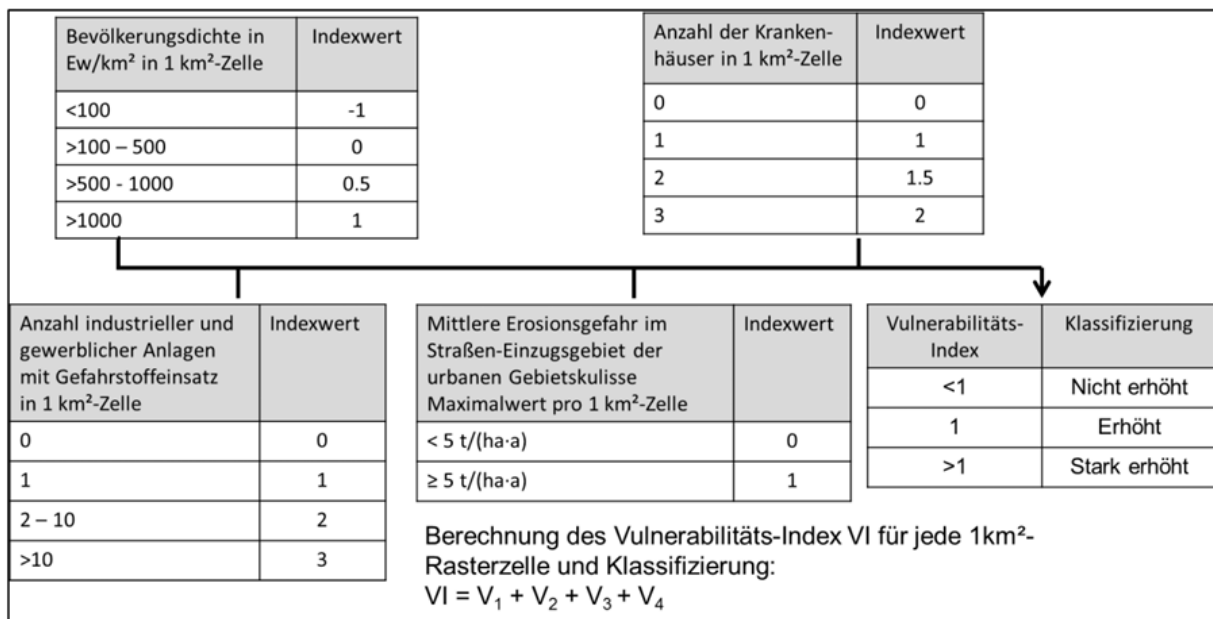 Bevölkerungsdichte in
Ew/km² in 1 km²-Zelle
Indexwert
<100
-1
>100 – 500
0
>500 - 1000
0.5
>1000
1
Anzahl der Kranken-
häuser in 1 km²-Zelle
Indexwert
0
0
1
1
2
1.5
3
2
Anzahl industrieller und
gewerblicher Anlagen
mit Gefahrstoffeinsatz
in 1 km²-Zelle
Indexwert
0
0
1
1
2 – 10
2
>10
3
Mittlere Erosionsgefahr im
Straßen-Einzugsgebiet der
urbanen Gebietskulisse
Maximalwert pro 1 km²-Zelle
Indexwert
< 5 t/(ha·a)
0
≥ 5 t/(ha·a)
1
Vulnerabilitäts-
Index
Klassifizierung
<1
Nicht erhöht
1
Erhöht
>1
Stark erhöht
Berechnung des Vulnerabilitäts-Index VI für jede 1km²-
Rasterzelle und Klassifizierung:
VI = V₁ + V₂ + V₃ + V₄